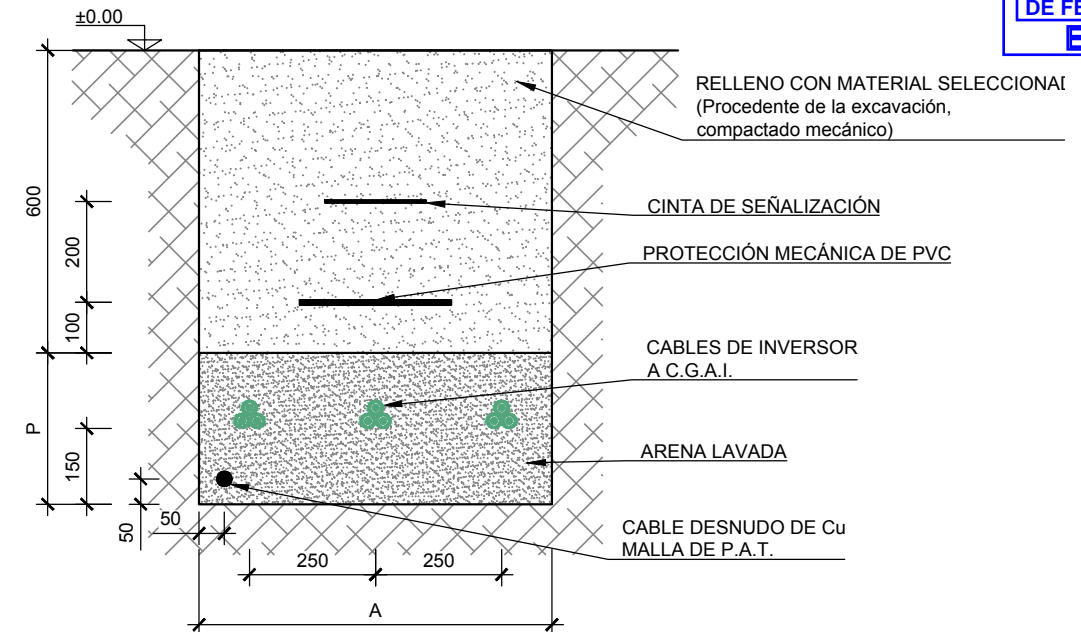 ±0.00
DE FE
RELLENO CON MATERIAL SELECCIONAD
(Procedente de la excavación,
compactado mecánico)
600
CINTA DE SEÑALIZACIÓN
200
PROTECCIÓN MECÁNICA DE PVC
100
CABLES DE INVERSOR
A C.G.A.I.
P
150
ARENA LAVADA
50
50
CABLE DESNUDO DE Cu
MALLA DE P.A.T.
250
250
A